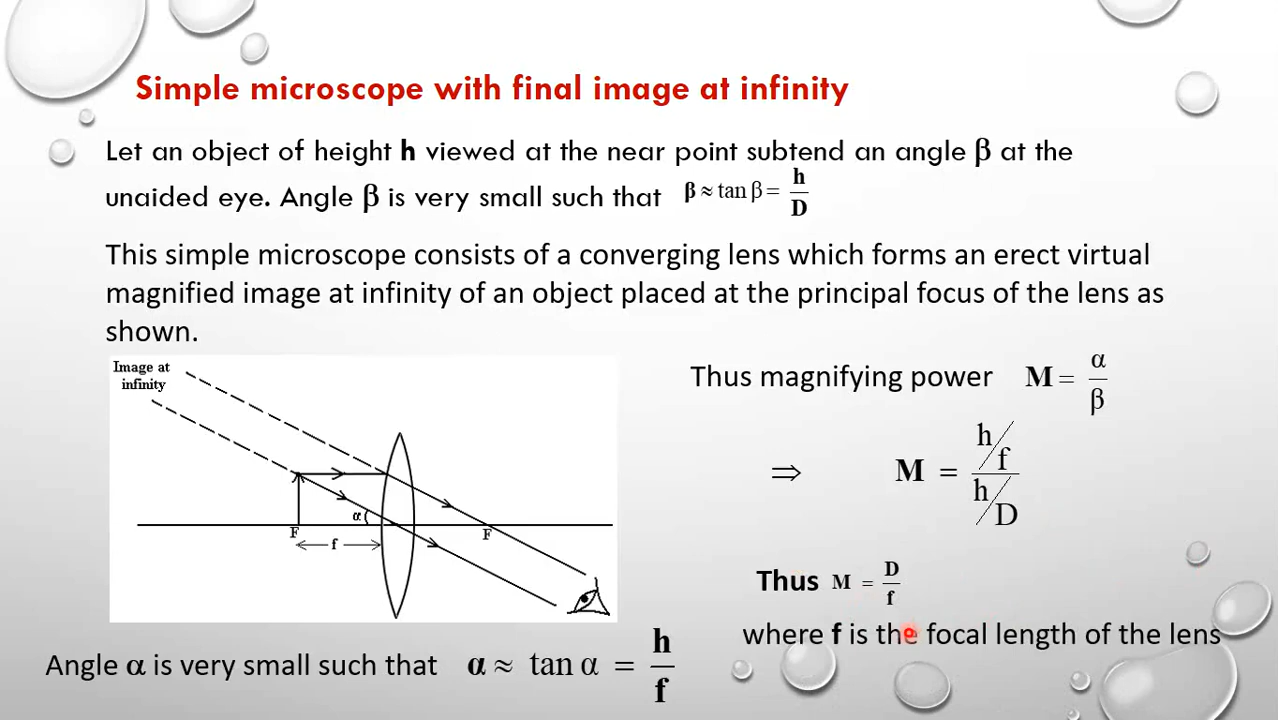 Simple microscope with final image at infinity
Let an object of height h viewed at the near point subtend an angle β at the
unaided eye. Angle β is very small such that β ≈ tan β = h/D
This simple microscope consists of a converging lens which forms an erect virtual
magnified image at infinity of an object placed at the principal focus of the lens as
shown.
Image at
infinity
α
F
f
F
Angle α is very small such that α ≈ tan α = h/f
Thus magnifying power M = α/β
⇒ M = (h/f)/(h/D)
Thus M = D/f
where f is the focal length of the lens